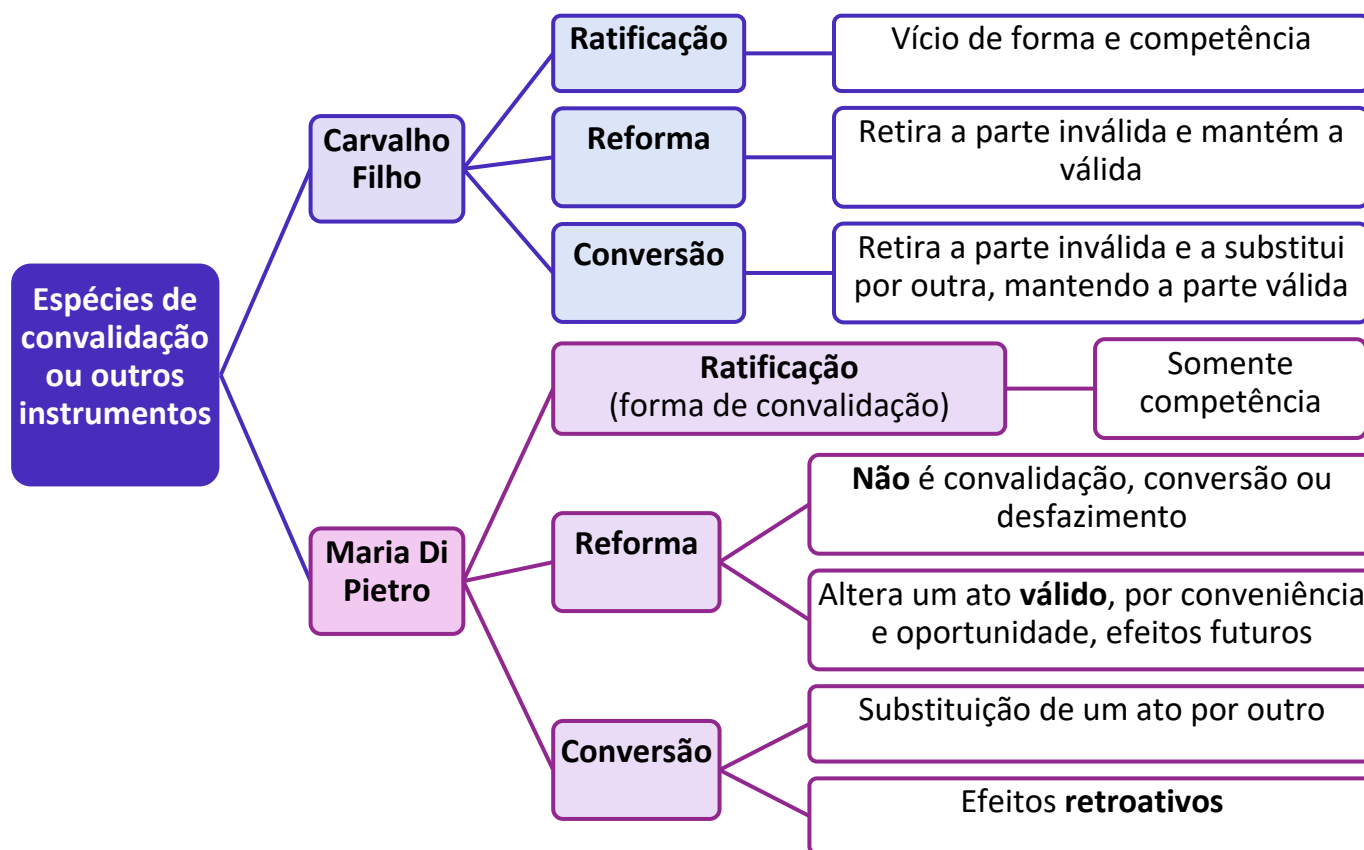 Espécies de
convalidação
ou outros
instrumentos
Carvalho
Filho
Ratificação
Vício de forma e competência
Reforma
Retira a parte inválida e mantém a
válida
Conversão
Retira a parte inválida e a substitui
por outra, mantendo a parte válida
Maria Di
Pietro
Ratificação
(forma de convalidação)
Somente
competência
Reforma
Não é convalidação, conversão ou
desfazimento
Altera um ato válido, por conveniência
e oportunidade, efeitos futuros
Conversão
Substituição de um ato por outro
Efeitos retroativos